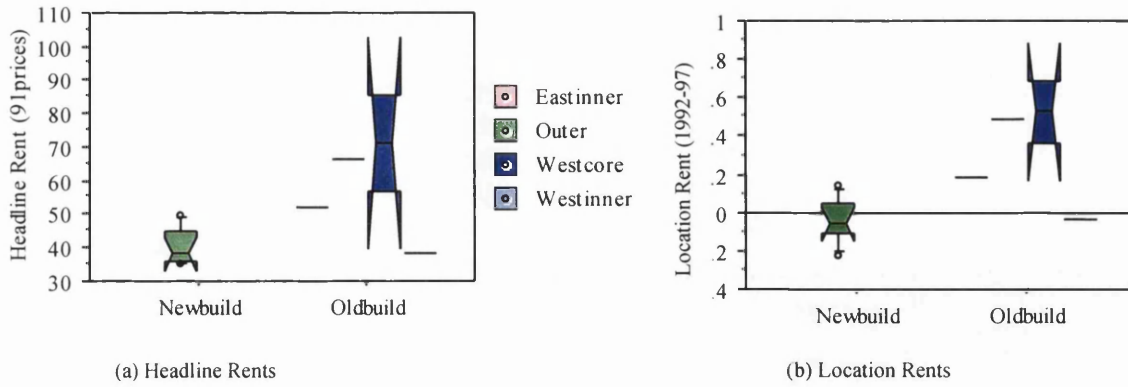 Headline Rent (91prices)
110
100
90
80
70
60
50
40
30
Newbuild
Oldbuild
Eastinner
Outer
Westcore
Westinner
Location Rent (1992-97)
1
.8
.6
.4
.2
0
.2
.4
Newbuild
Oldbuild
(a) Headline Rents
(b) Location Rents